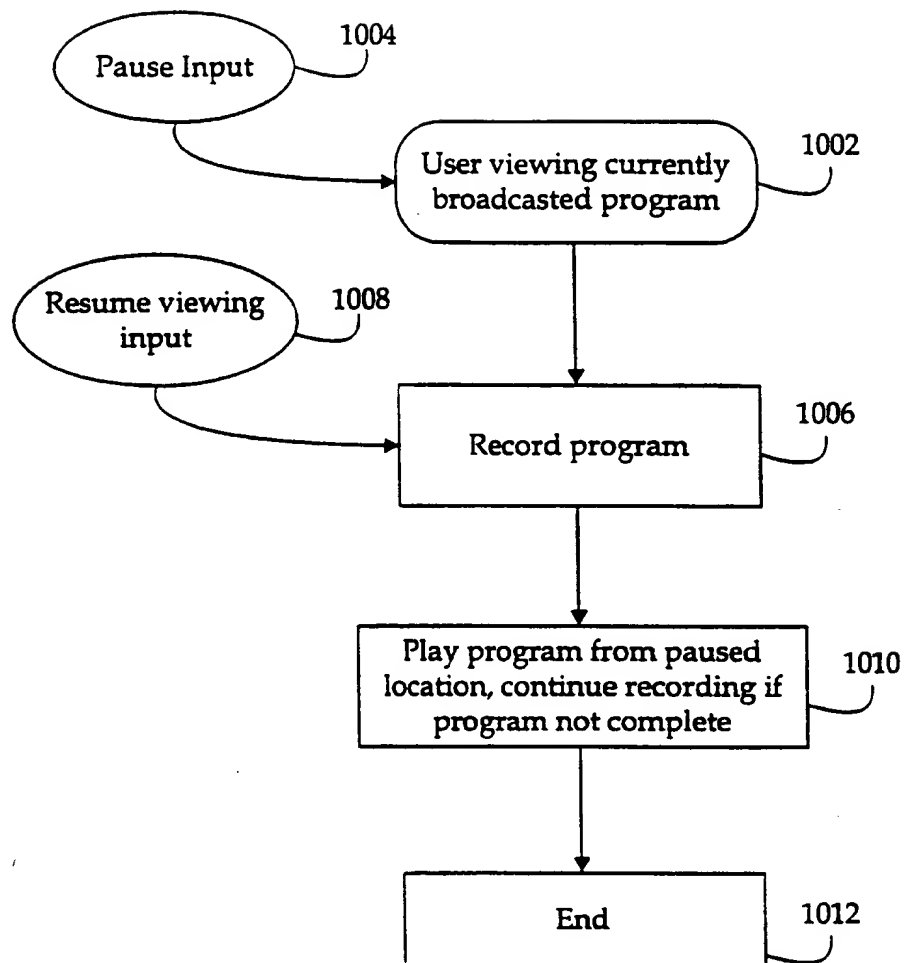 1004
Pause Input
1002
User viewing currently
broadcasted program
Resume viewing
input
1008
1006
Record program
Play program from paused
location, continue recording if
program not complete
1010
End
1012